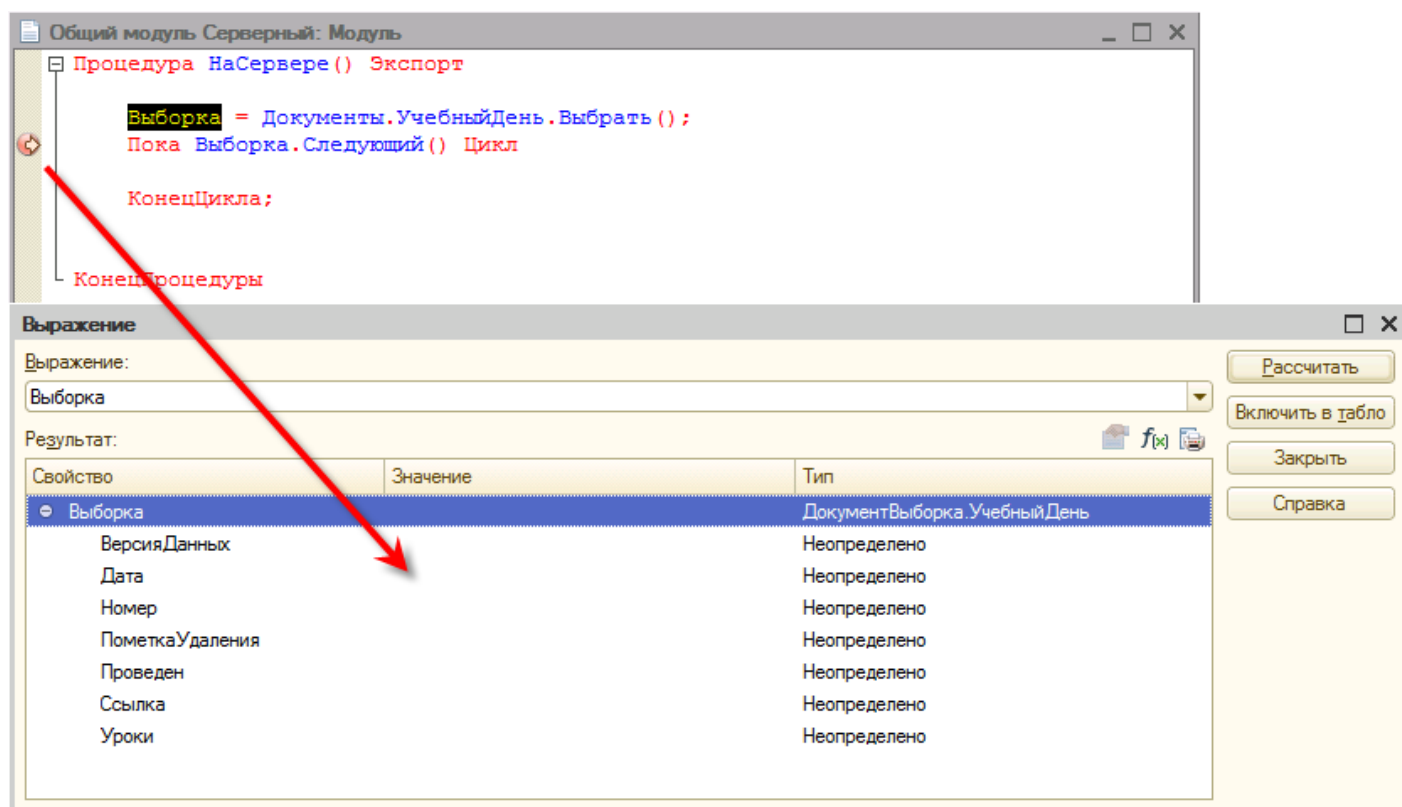 Общий модуль Серверный: Модуль
Процедура НаСервере() Экспорт
Выборка = Документы.УчебныйДень.Выбрать();
Пока Выборка.Следующий() Цикл
КонецЦикла;
КонецПроцедуры
Выражение
Выражение:
Рассчитать
Выборка
Включить в табло
Результат:
Закрыть
Свойство Значение Тип
Справка
Выборка ДокументВыборка.УчебныйДень
ВерсияДанных Неопределено
Дата Неопределено
Номер Неопределено
ПометкаУдаления Неопределено
Проведен Неопределено
Ссылка Неопределено
Уроки Неопределено